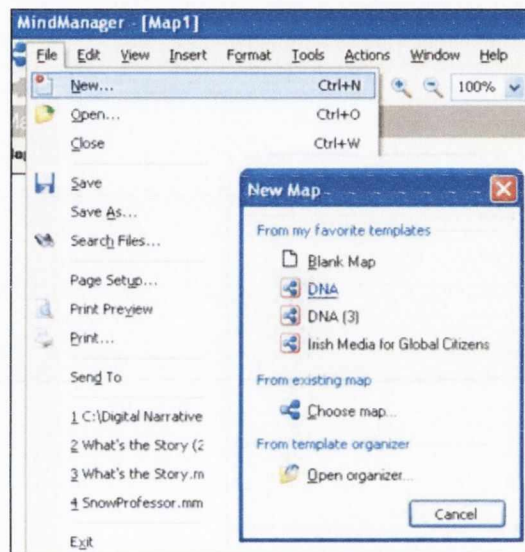 MindManager - [Map1]
File Edit View Insert Format Tools Actions Window Help
New... Ctrl+N
100%
Open... Ctrl+O
Close Ctrl+W
Save
Save As...
Search Files...
Page Setup...
Print Preview
Print...
Send To
1 C:\Digital Narrative
2 What's the Story (2
3 What's the Story.m
4 SnowProfessor.mm
Exit
New Map
From my favorite templates
Blank Map
DNA
DNA (3)
Irish Media for Global Citizens
From existing map
Choose map...
From template organizer
Open organizer...
Cancel